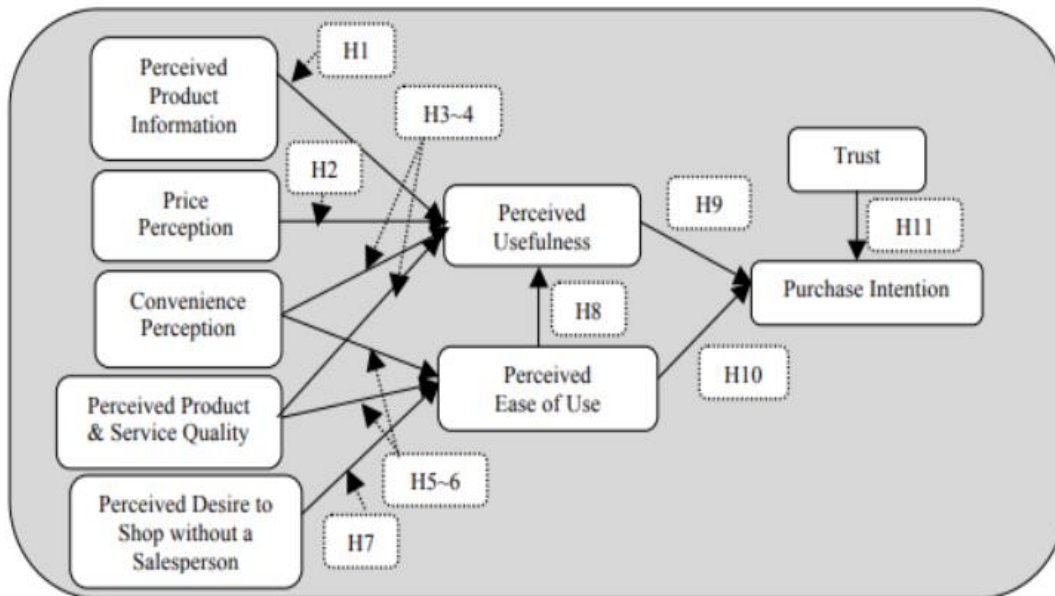 Perceived
Product
Information
H1
H3~4
H2
Price
Perception
Trust
Perceived
Usefulness
H9
H11
Convenience
Perception
Purchase Intention
H8
Perceived
Ease of Use
H10
Perceived Product
& Service Quality
H5~6
Perceived Desire to
Shop without a
Salesperson
H7